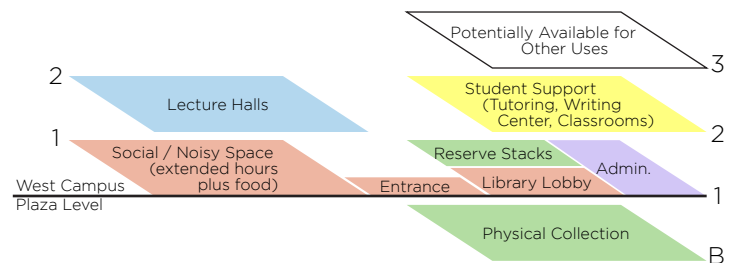 Potentially Available for
Other Uses
3
2
Lecture Halls
Student Support
(Tutoring, Writing
Center, Classrooms)
2
1
Social / Noisy Space
(extended hours
plus food)
Reserve Stacks
Admin.
Entrance
Library Lobby
West Campus
Plaza Level
1
Physical Collection
B